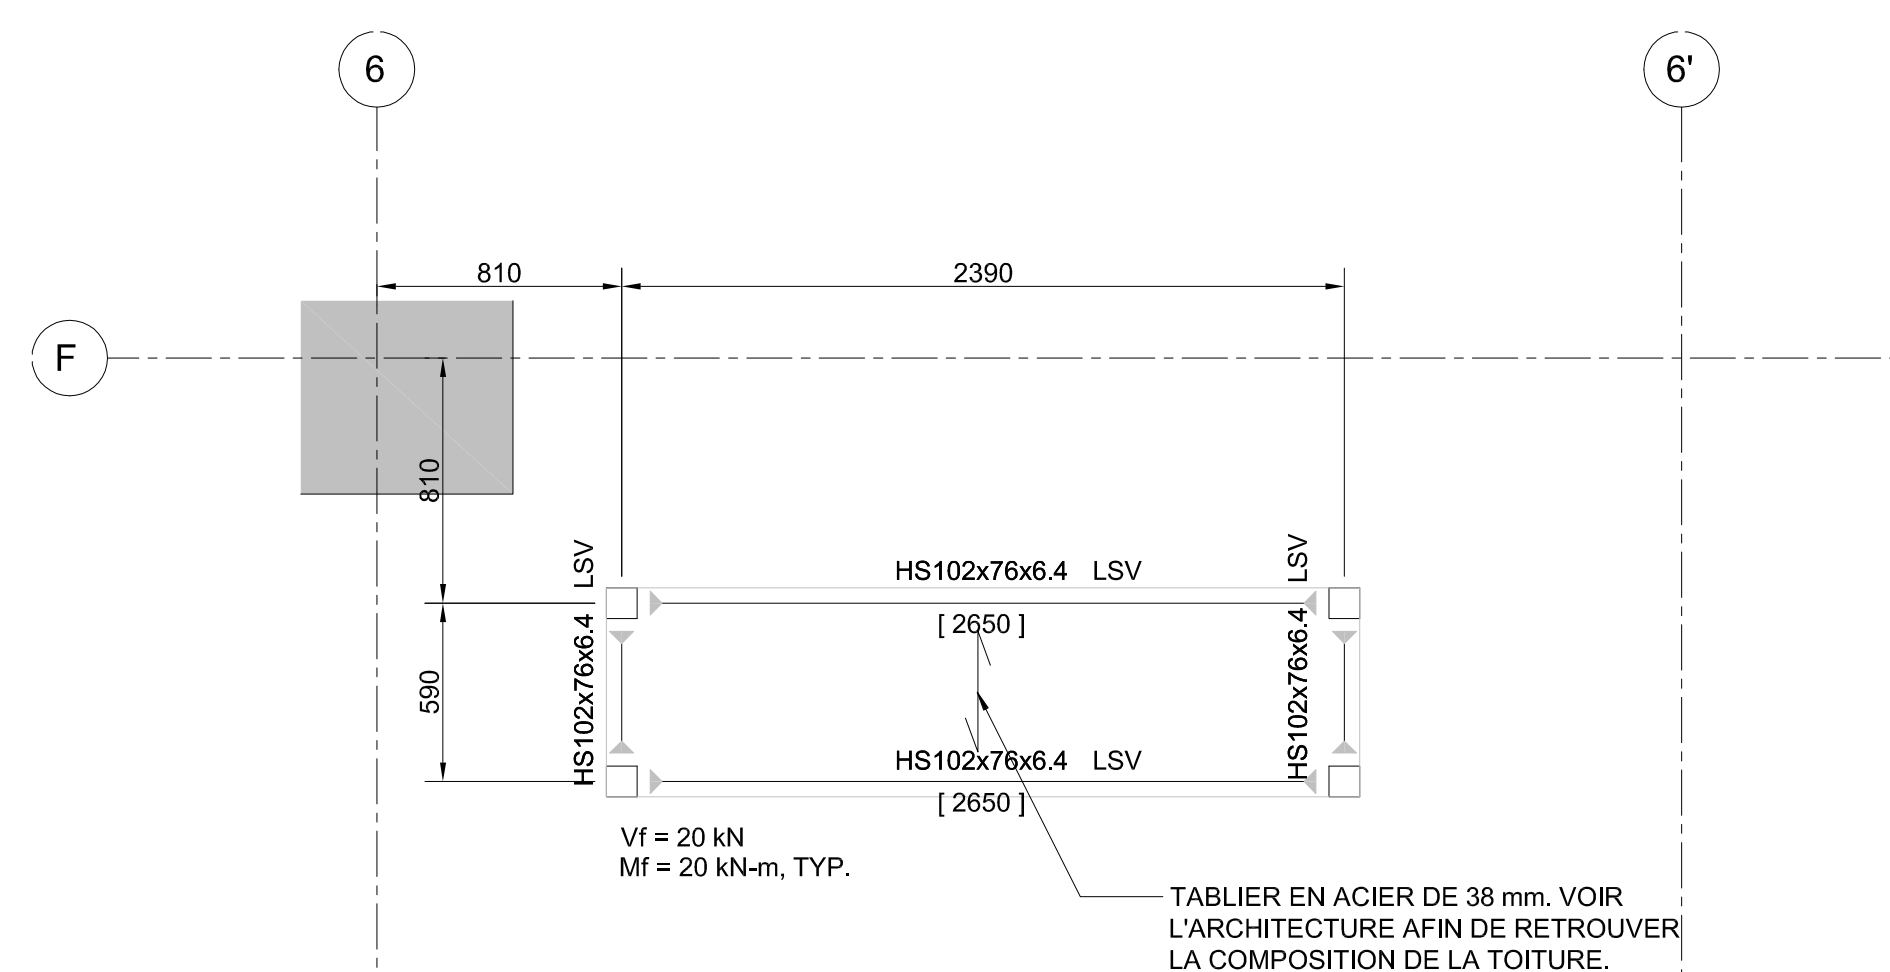 6
6'
810
2390
F
810
LSV
HS102x76x6.4 LSV
LSV
[ 2650 ]
HS102x76x6.4
590
HS102x76x6.4
HS102x76x6.4 LSV
[ 2650 ]
Vf = 20 kN
Mf = 20 kN-m, TYP.
TABLIER EN ACIER DE 38 mm. VOIR
L'ARCHITECTURE AFIN DE RETROUVER
LA COMPOSITION DE LA TOITURE.